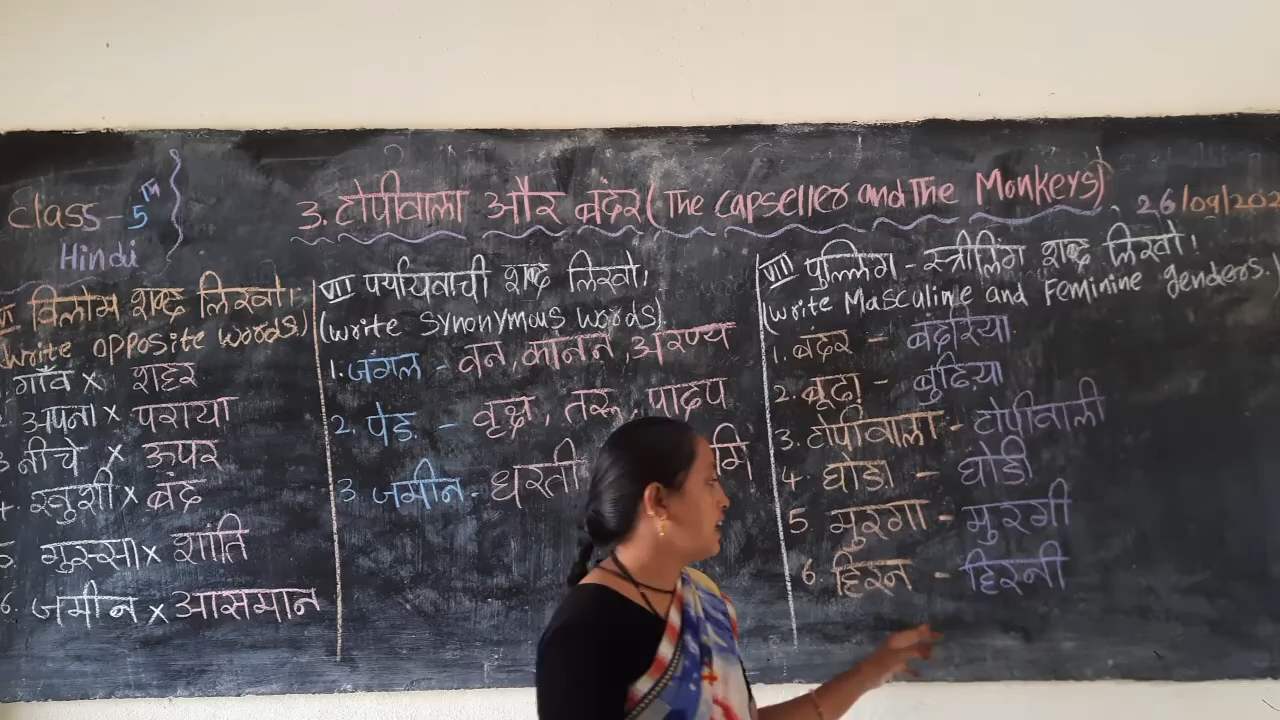 Class - 5TH
Hindi
3. टोपीवाला और बंदर (The capseller and The Monkeys)
26/09/202
VI विलोम शब्द लिखो।
(write opposite words)
गाँव × शहर
अपना × पराया
3 नीचे × ऊपर
4. खुशी × बंद
5. गुस्सा × शांति
6. जमीन × आसमान
VII पर्यायवाची शब्द लिखो।
(write synonymous words)
1. जंगल - वन, कानन, अरण्य
2. पेड - वृक्ष, तरू, पादप
3 जमीन - धरती मि
VIII पुल्लिंग - स्त्रीलिंग शब्द लिखो।
(write Masculine and Feminine genders.)
1. बंदर - बंदरिया
2. बूढा - बुढिया
3. टोपीवाला - टोपीवाली
4. घोडा - घोडी
5. मुरगा - मुरगी
6. हिरन - हिरनी